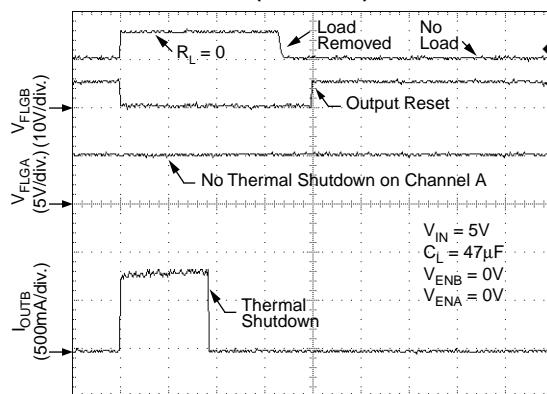 R_L = 0
Load
Removed
No
Load
Output Reset
No Thermal Shutdown on Channel A
V_IN = 5V
C_L = 47µF
V_ENB = 0V
V_ENA = 0V
Thermal
Shutdown
V_FLGB
(10V/div.)
V_FLGA
(5V/div.)
I_OUTB
(500mA/div.)